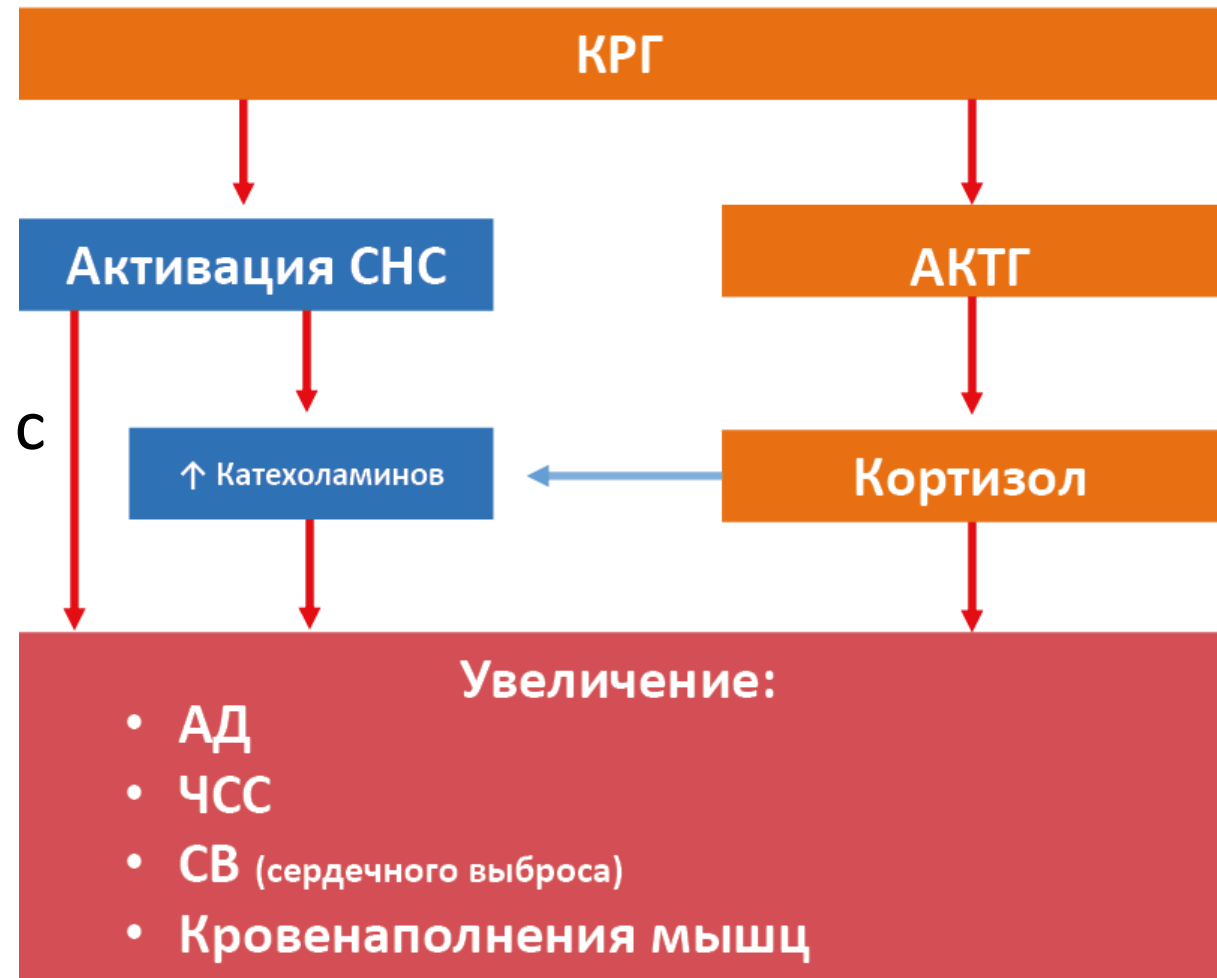 КРГ
Активация СНС
АКТГ
с
↑ Катехоламинов
Кортизол
Увеличение:
• АД
• ЧСС
• СВ (сердечного выброса)
• Кровенаполнения мышц